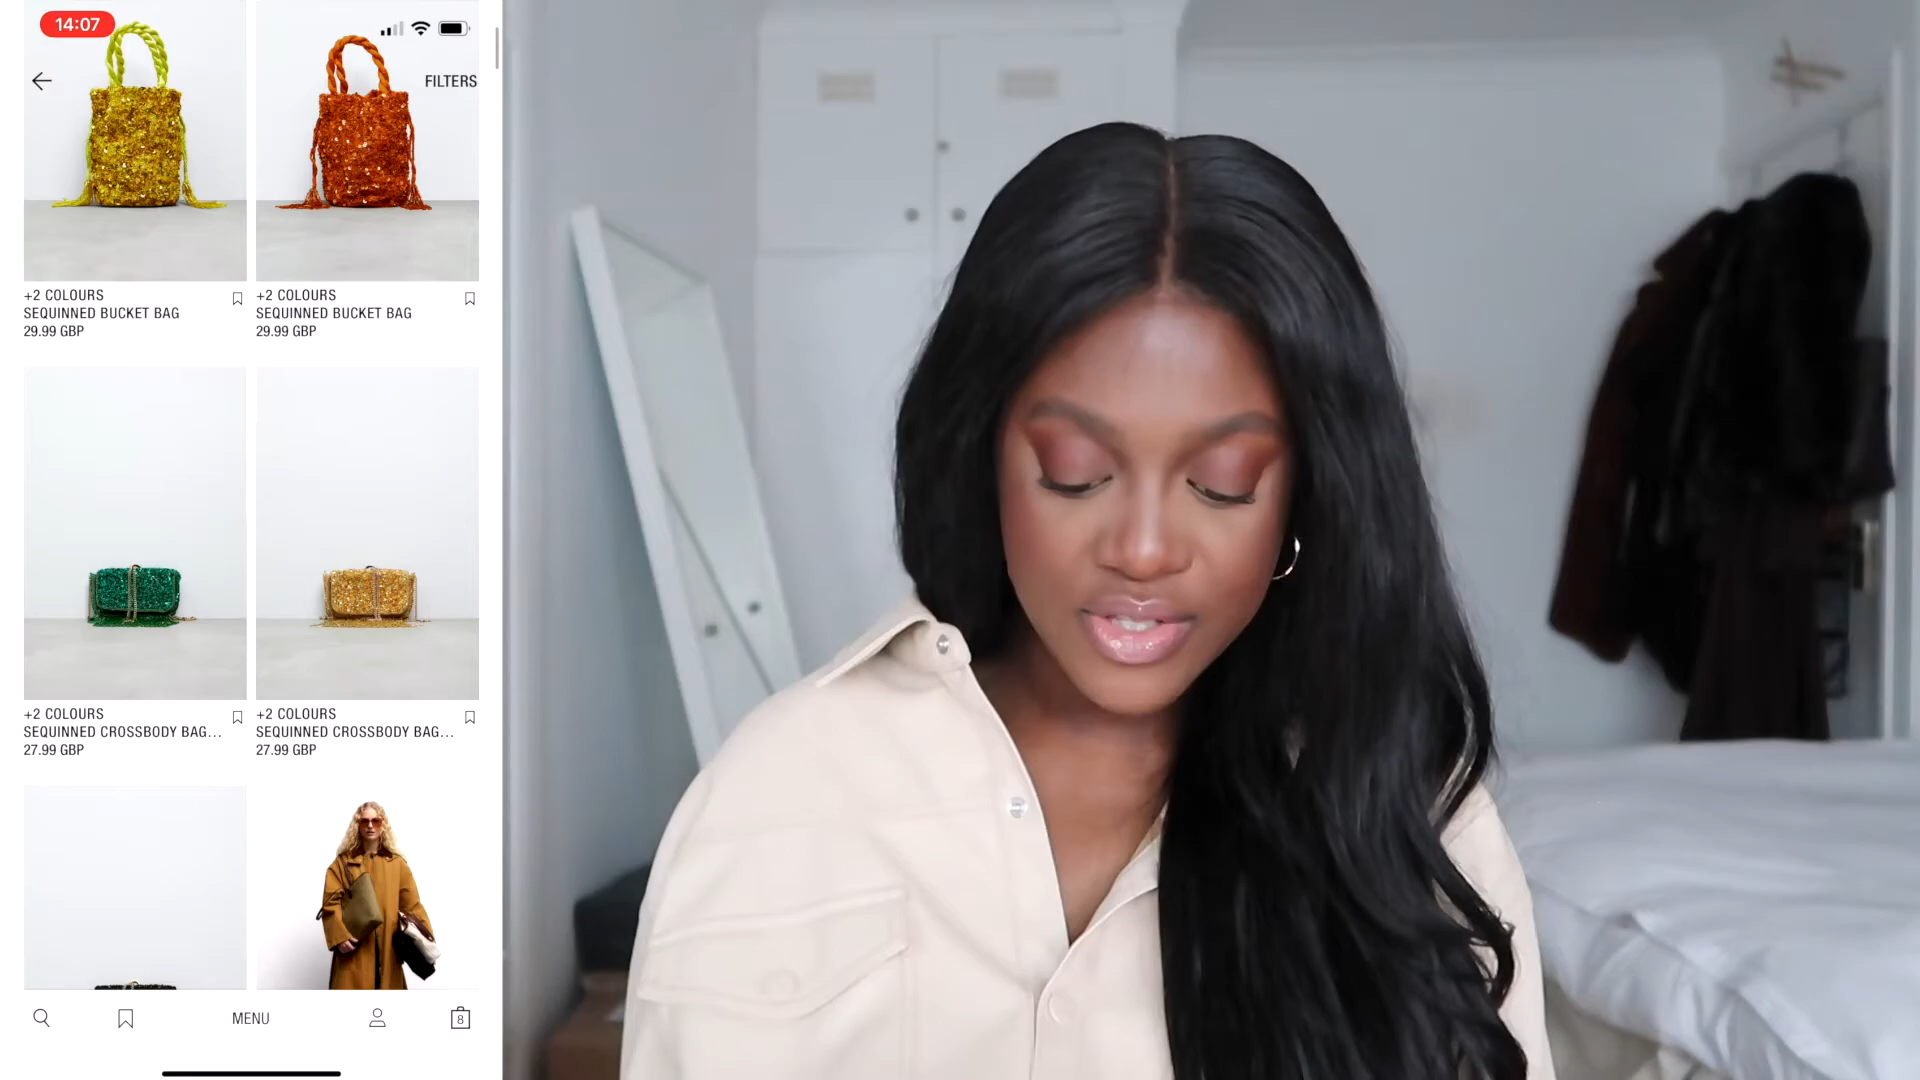 14:07
FILTERS
+2 COLOURS
SEQUINNED BUCKET BAG
29.99 GBP
+2 COLOURS
SEQUINNED BUCKET BAG
29.99 GBP
+2 COLOURS
SEQUINNED CROSSBODY BAG...
27.99 GBP
+2 COLOURS
SEQUINNED CROSSBODY BAG...
27.99 GBP
MENU
8